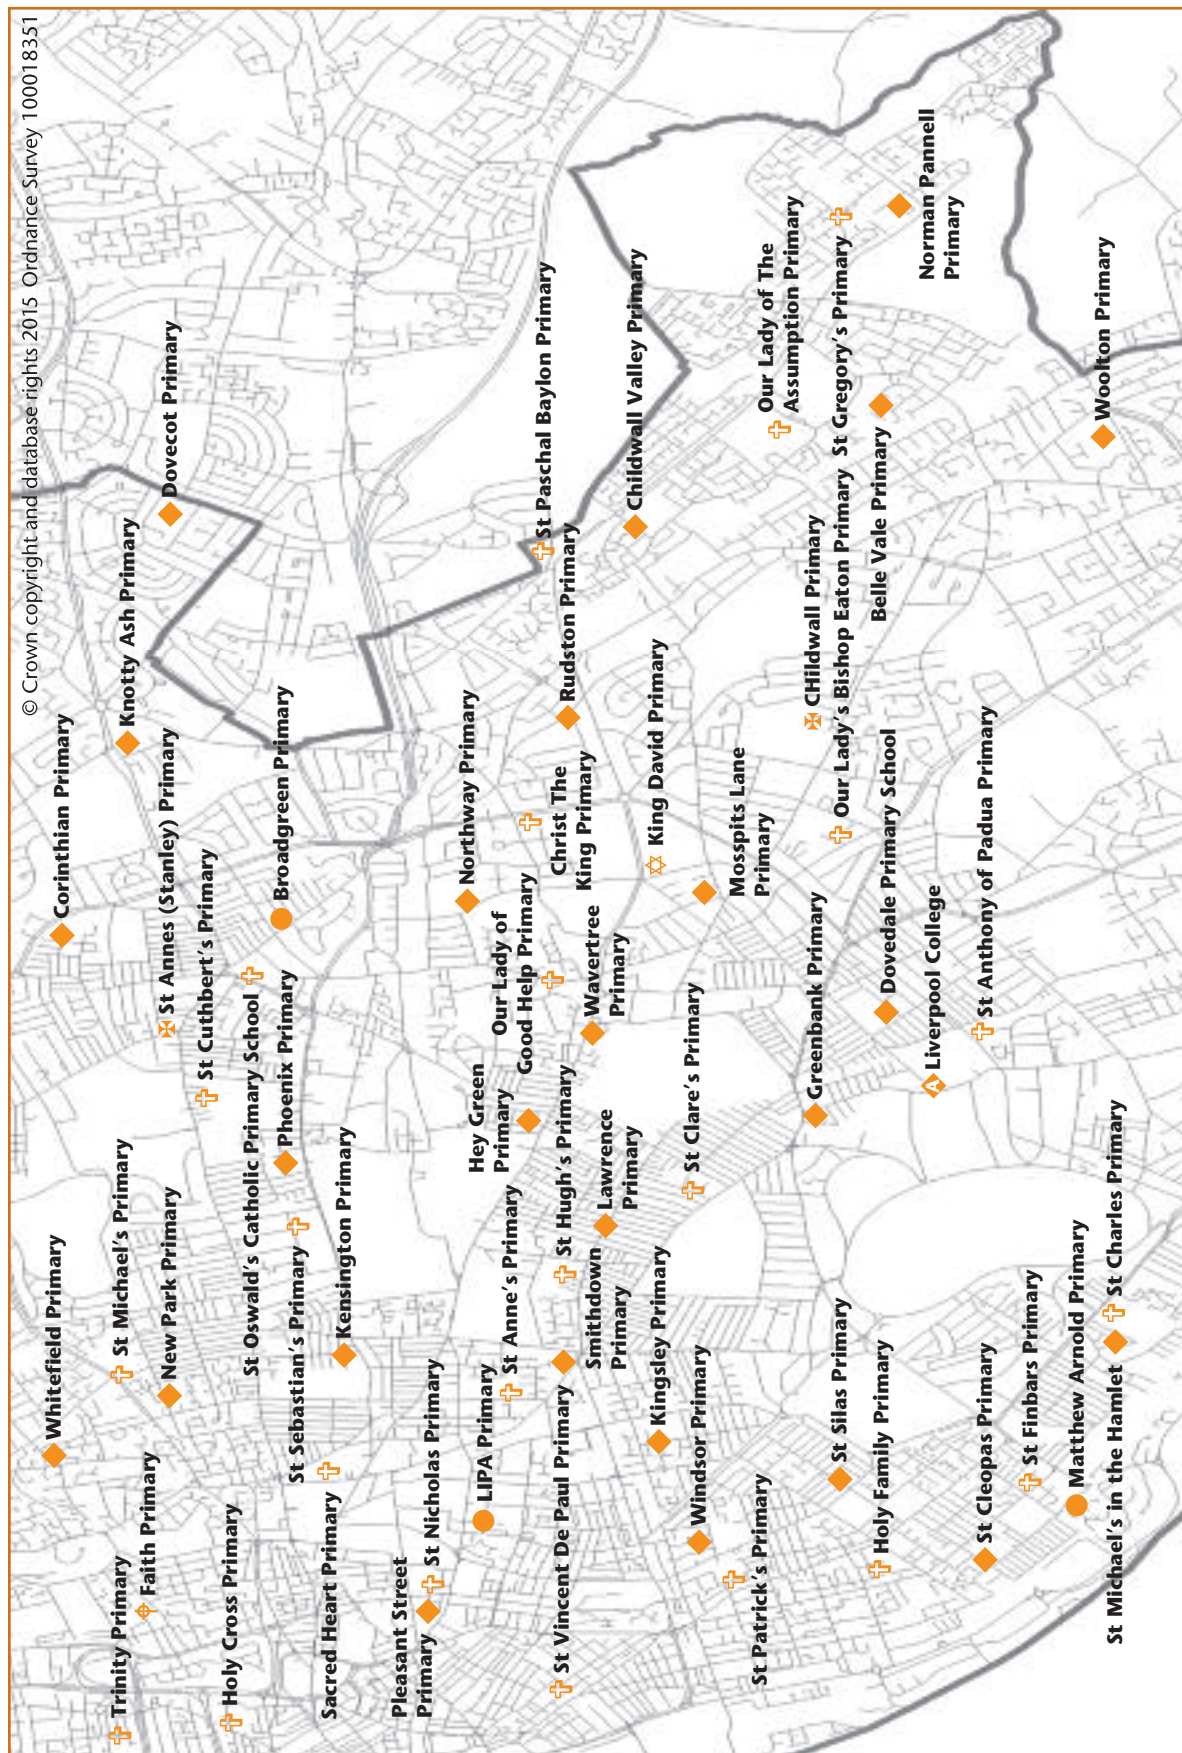 © Crown copyright and database rights 2015 Ordnance Survey 100018351
Whitefield Primary
Corinthian Primary
Trinity Primary
Faith Primary
St Michael's Primary
New Park Primary
St Annes (Stanley) Primary
Knotty Ash Primary
Dovecot Primary
Holy Cross Primary
St Cuthbert's Primary
St Oswald's Catholic Primary School
Broadgreen Primary
Phoenix Primary
St Sebastian's Primary
Kensington Primary
Sacred Heart Primary
Pleasant Street
Primary
St Nicholas Primary
LIPA Primary
St Anne's Primary
Hey Green
Primary
Northway Primary
Our Lady of
Good Help Primary
Christ The
King Primary
St Paschal Baylon Primary
Rudston Primary
St Vincent De Paul Primary
Smithdown
Primary
St Hugh's Primary
Lawrence
Primary
Wavertree
Primary
Childwall Valley Primary
King David Primary
Kingsley Primary
Windsor Primary
St Clare's Primary
Mosspits Lane
Primary
St Patrick's Primary
Our Lady of The
Assumption Primary
CHildwall Primary
Greenbank Primary
St Silas Primary
Our Lady's Bishop Eaton Primary
St Gregory's Primary
Belle Vale Primary
Norman Pannell
Primary
Holy Family Primary
Dovedale Primary School
A
Liverpool College
St Anthony of Padua Primary
St Cleopas Primary
St Finbars Primary
Matthew Arnold Primary
Woolton Primary
St Michael's in the Hamlet
St Charles Primary